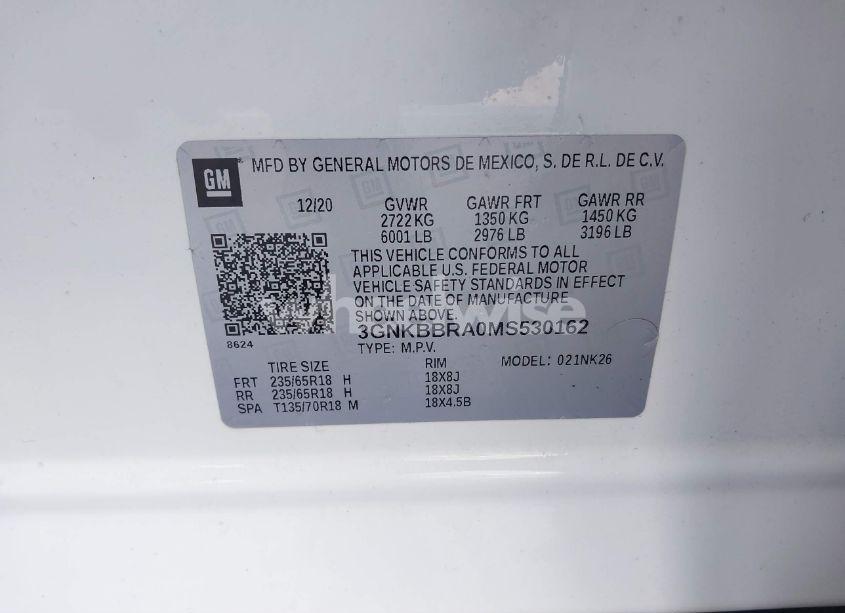 GM
MFD BY GENERAL MOTORS DE MEXICO, S. DE R.L. DE C.V.
12/20 GVWR GAWR FRT GAWR RR
2722 KG 1350 KG 1450 KG
6001 LB 2976 LB 3196 LB
THIS VEHICLE CONFORMS TO ALL
APPLICABLE U.S. FEDERAL MOTOR
VEHICLE SAFETY STANDARDS IN EFFECT
ON THE DATE OF MANUFACTURE
SHOWN ABOVE.
3GNKBBRA0MS530162
8624
TYPE: M.P.V.
MODEL: 021NK26
TIRE SIZE RIM
FRT 235/65R18 H 18X8J
RR 235/65R18 H 18X8J
SPA T135/70R18 M 18X4.5B